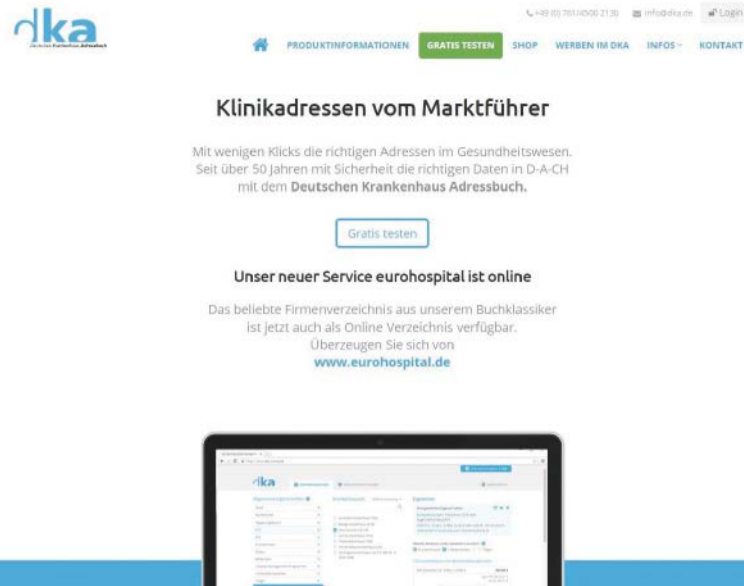 +49 (0) 761/4500 2130 info@dka.de Login
dka
Deutsches Krankenhaus Adressbuch
PRODUKTINFORMATIONEN GRATIS TESTEN SHOP WERBEN IM DKA INFOS KONTAKT
Klinikadressen vom Marktführer
Mit wenigen Klicks die richtigen Adressen im Gesundheitswesen.
Seit über 50 Jahren mit Sicherheit die richtigen Daten in D-A-CH
mit dem Deutschen Krankenhaus Adressbuch.
Gratis testen
Unser neuer Service eurohospital ist online
Das beliebte Firmenverzeichnis aus unserem Buchklassiker
ist jetzt auch als Online Verzeichnis verfügbar.
Überzeugen Sie sich von
www.eurohospital.de
dka